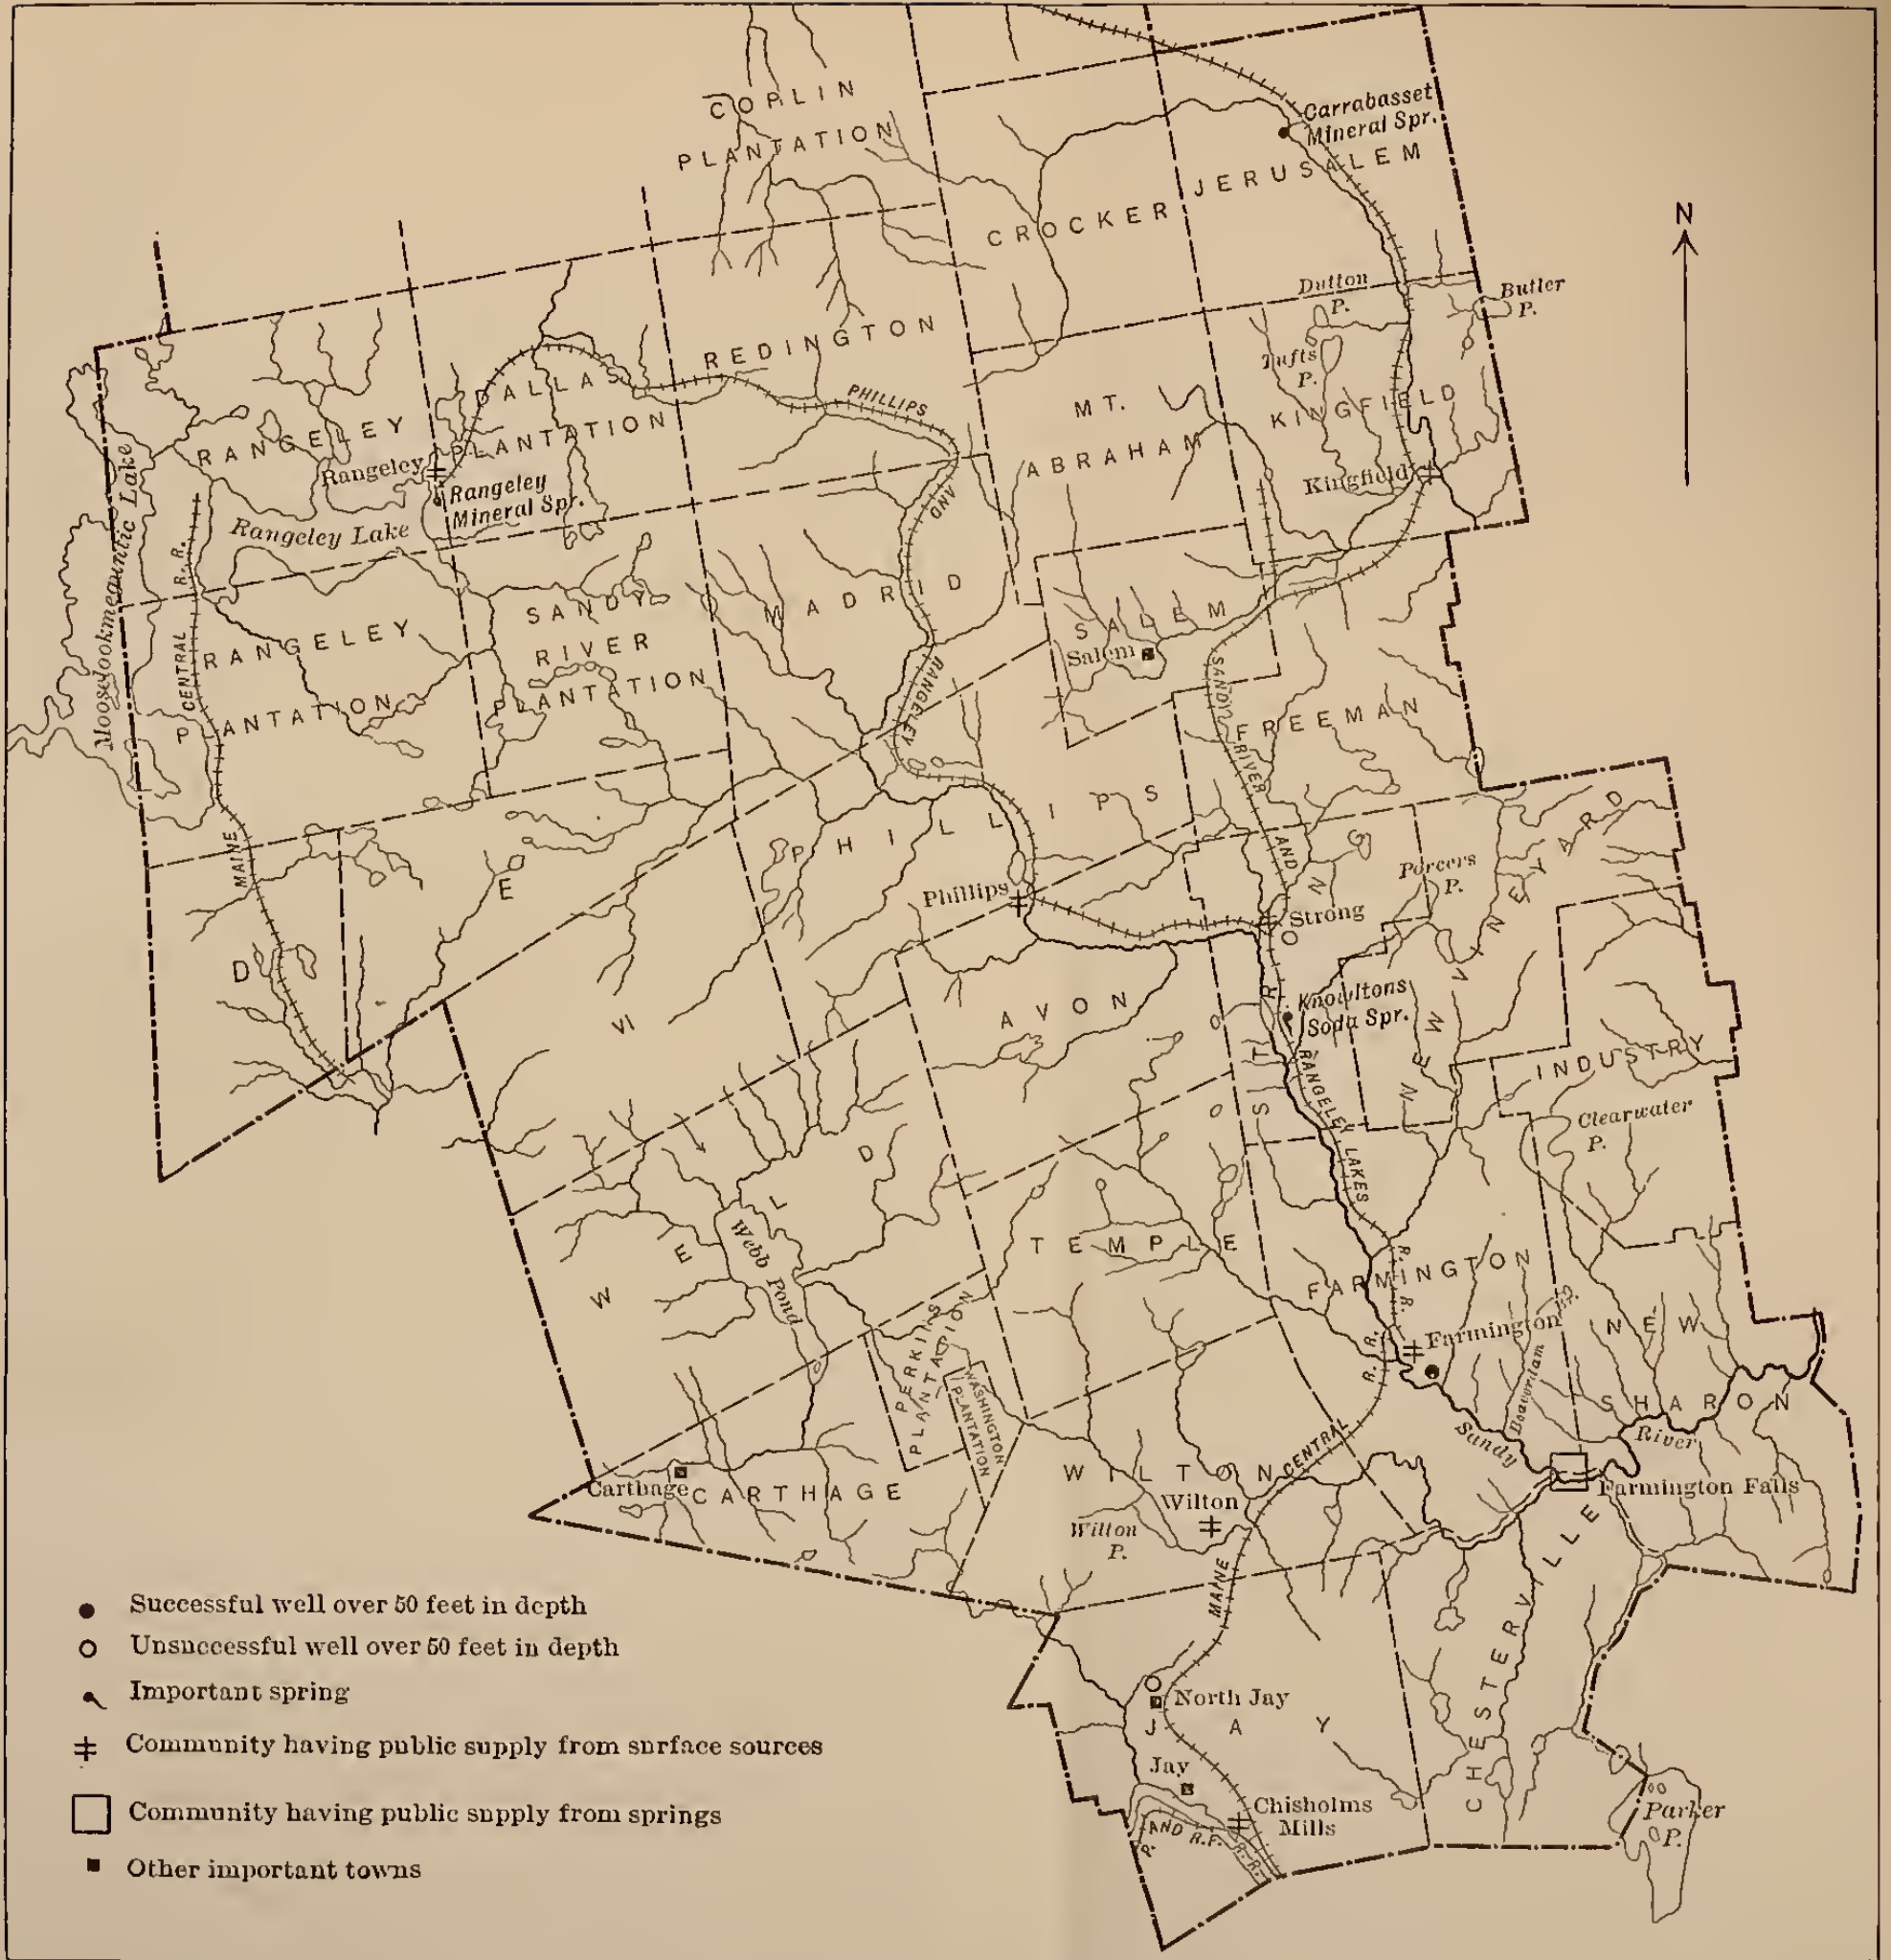 COPLIN
PLANTATION
Carrabasset
Mineral Spr.
JERUSALEM
CROCKER
N
Dutton
P.
Butler
P.
REDINGTON
Tufts
P.
DALLAS
PLANTATION
PHILLIPS
MT.
ABRAHAM
KINGFIELD
RANGELEY
Rangeley
Rangeley
Mineral Spr.
Kingfield
AND
Rangeley Lake
Mooselookmeguntic Lake
CENTRAL R. R.
MADRID
SANDY
RIVER
PLANTATION
SALEM
Salem
RANGELEY
PLANTATION
RANGELEY
SANDY
RIVER
FREEMAN
PHILLIPS
MAINE
E
AND
Porcers
P.
NEW VINEYARD
Phillips
Strong
N
D
O
Knowltons
Soda Spr.
AVON
VI
R
T
S
INDUSTRY
RANGELEY LAKES
R. R.
Clearwater
P.
WELD
Webb Pond
TEMPLE
FARMINGTON
PERKINS
PLANTATION
WASHINGTON
PLANTATION
Farmington
NEW
SHARON
R. R.
CENTRAL
Sandy
River
WILTON
Carthage
CARTHAGE
Wilton
Wilton
P.
Farmington Falls
MAINE
CHESTERVILLE
North Jay
JAY
Jay
Chisholms
Mills
P. AND R.F. R.R.
Parker
P.
Successful well over 50 feet in depth
Unsuccessful well over 50 feet in depth
Important spring
Community having public supply from surface sources
Community having public supply from springs
Other important towns